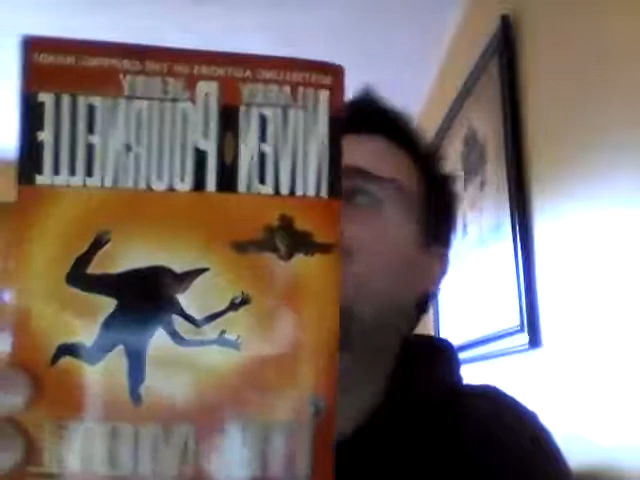 BESTSELLING AUTHORS OF THE GRIPPING HAND
LARRY JERRY
NIVEN • POURNELLE